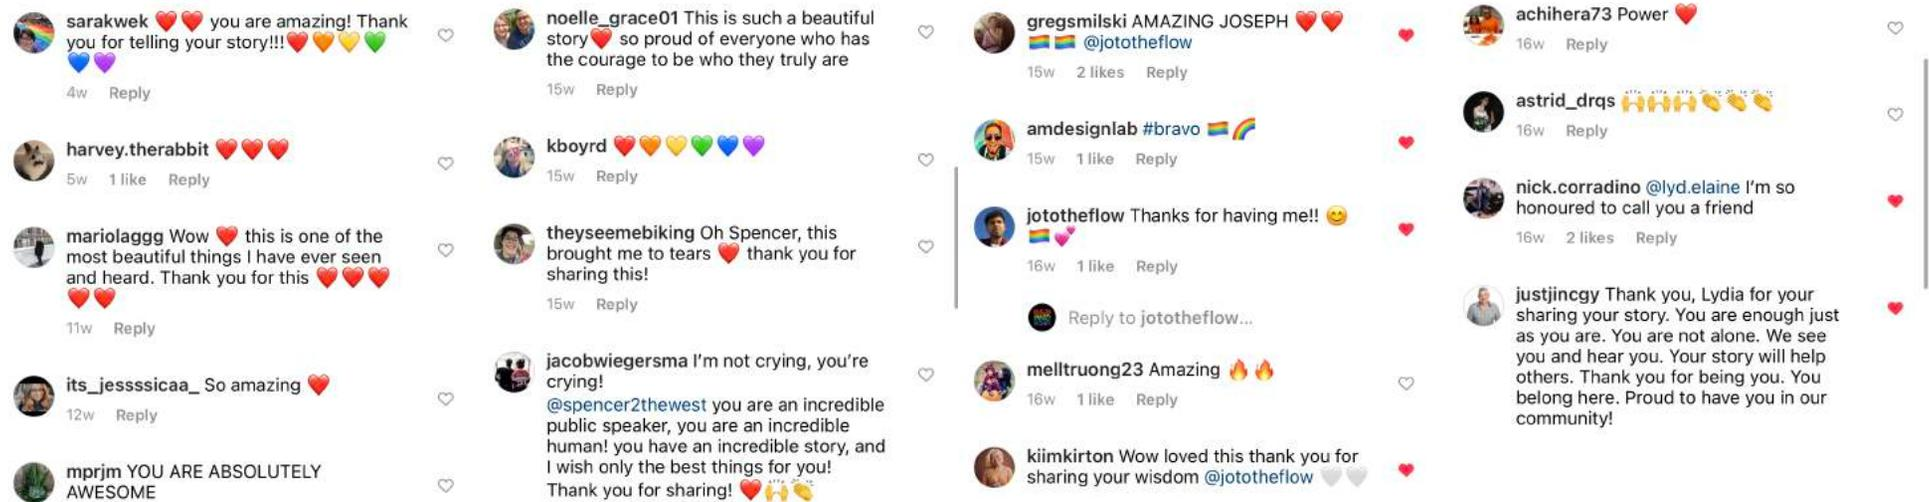 sarakwek ❤️❤️ you are amazing! Thank
you for telling your story!!!❤️🧡💛💚
💙💜
4w Reply
harvey.therabbit ❤️❤️❤️
5w 1 like Reply
mariolaggg Wow ❤️ this is one of the
most beautiful things I have ever seen
and heard. Thank you for this ❤️❤️❤️
❤️❤️
11w Reply
its_jessssicaa_ So amazing ❤️
12w Reply
mprjm YOU ARE ABSOLUTELY
AWESOME
noelle_grace01 This is such a beautiful
story❤️ so proud of everyone who has
the courage to be who they truly are
15w Reply
kboyrd ❤️🧡💛💚💙💜
15w Reply
theyseemebiking Oh Spencer, this
brought me to tears ❤️ thank you for
sharing this!
15w Reply
jacobwiegersma I'm not crying, you're
crying!
@spencer2thewest you are an incredible
public speaker, you are an incredible
human! you have an incredible story, and
I wish only the best things for you!
Thank you for sharing! ❤️🙌👏
gregsmilski AMAZING JOSEPH ❤️❤️
🏳️‍🌈🏳️‍🌈 @jototheflow
15w 2 likes Reply
amdesignlab #bravo 🏳️‍🌈🌈
15w 1 like Reply
jototheflow Thanks for having me!! 😊
🏳️‍🌈💕
16w 1 like Reply
Reply to jototheflow...
melltruong23 Amazing 🔥🔥
16w 1 like Reply
kiimkirton Wow loved this thank you for
sharing your wisdom @jototheflow 🤍🤍
achihera73 Power ❤️
16w Reply
astrid_drqs 🙌🙌🙌👏👏👏
16w Reply
nick.corradino @lyd.elaine I'm so
honoured to call you a friend
16w 2 likes Reply
justjincgy Thank you, Lydia for your
sharing your story. You are enough just
as you are. You are not alone. We see
you and hear you. Your story will help
others. Thank you for being you. You
belong here. Proud to have you in our
community!